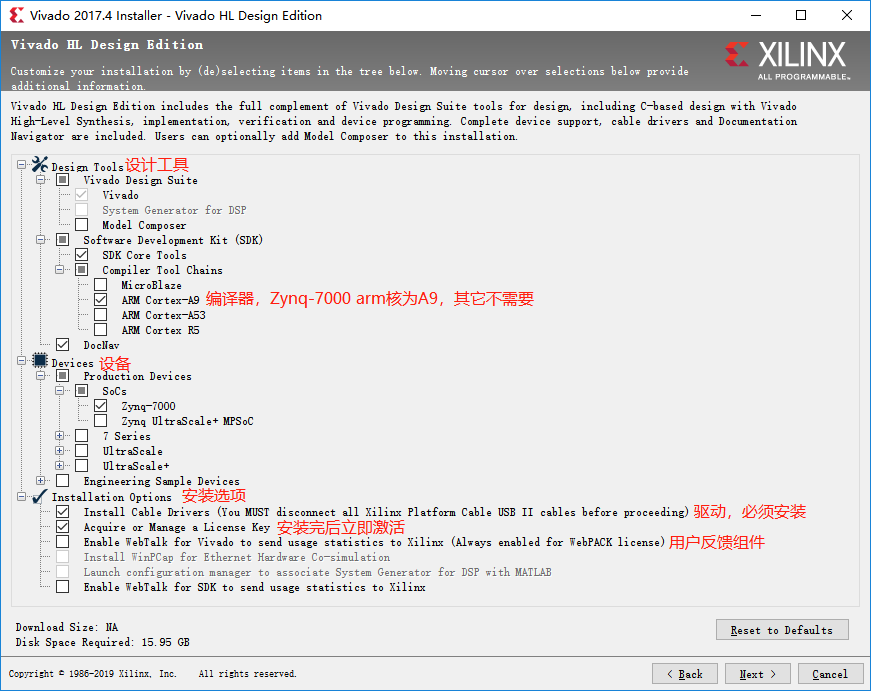 Vivado 2017.4 Installer - Vivado HL Design Edition
Vivado HL Design Edition
Customize your installation by (de)selecting items in the tree below. Moving cursor over selections below provide
additional information.
XILINX
ALL PROGRAMMABLE™
Vivado HL Design Edition includes the full complement of Vivado Design Suite tools for design, including C-based design with Vivado
High-Level Synthesis, implementation, verification and device programming. Complete device support, cable drivers and Documentation
Navigator are included. Users can optionally add Model Composer to this installation.
Design Tools 设计工具
Vivado Design Suite
Vivado
System Generator for DSP
Model Composer
Software Development Kit (SDK)
SDK Core Tools
Compiler Tool Chains
MicroBlaze
ARM Cortex-A9 编译器，Zynq-7000 arm核为A9，其它不需要
ARM Cortex-A53
ARM Cortex R5
DocNav
Devices 设备
Production Devices
SoCs
Zynq-7000
Zynq UltraScale+ MPSoC
7 Series
UltraScale
UltraScale+
Engineering Sample Devices
Installation Options 安装选项
Install Cable Drivers (You MUST disconnect all Xilinx Platform Cable USB II cables before proceeding) 驱动，必须安装
Acquire or Manage a License Key 安装完后立即激活
Enable WebTalk for Vivado to send usage statistics to Xilinx (Always enabled for WebPACK license) 用户反馈组件
Install WinPCap for Ethernet Hardware Co-simulation
Launch configuration manager to associate System Generator for DSP with MATLAB
Enable WebTalk for SDK to send usage statistics to Xilinx
Download Size: NA
Disk Space Required: 15.95 GB
Reset to Defaults
Copyright © 1986-2019 Xilinx, Inc. All rights reserved.
< Back
Next >
Cancel